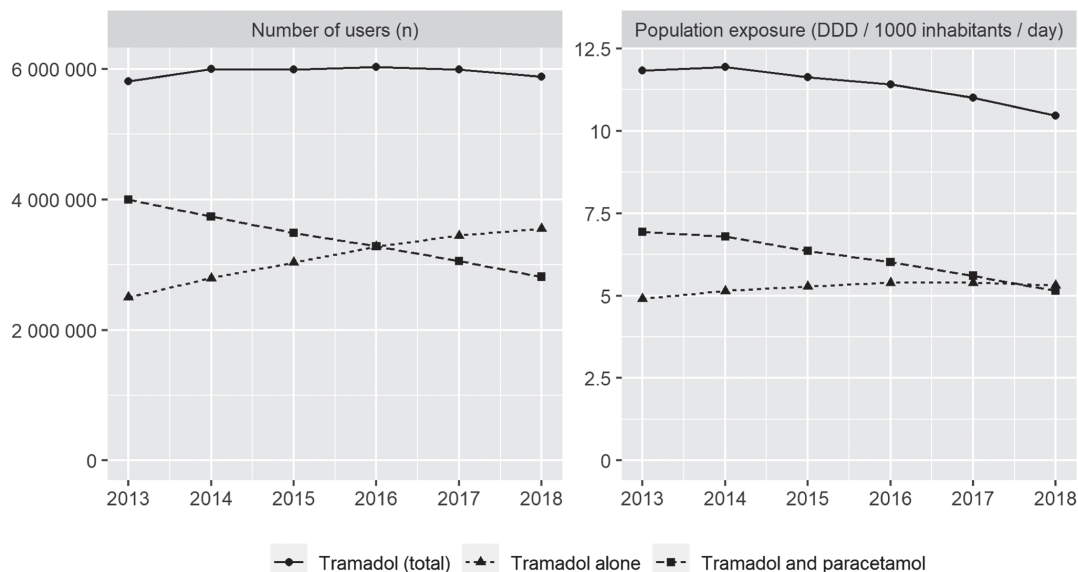 Number of users (n)
6 000 000
4 000 000
2 000 000
0
2013 2014 2015 2016 2017 2018
Population exposure (DDD / 1000 inhabitants / day)
12.5
10
7.5
5
2.5
0
2013 2014 2015 2016 2017 2018
Tramadol (total) Tramadol alone Tramadol and paracetamol